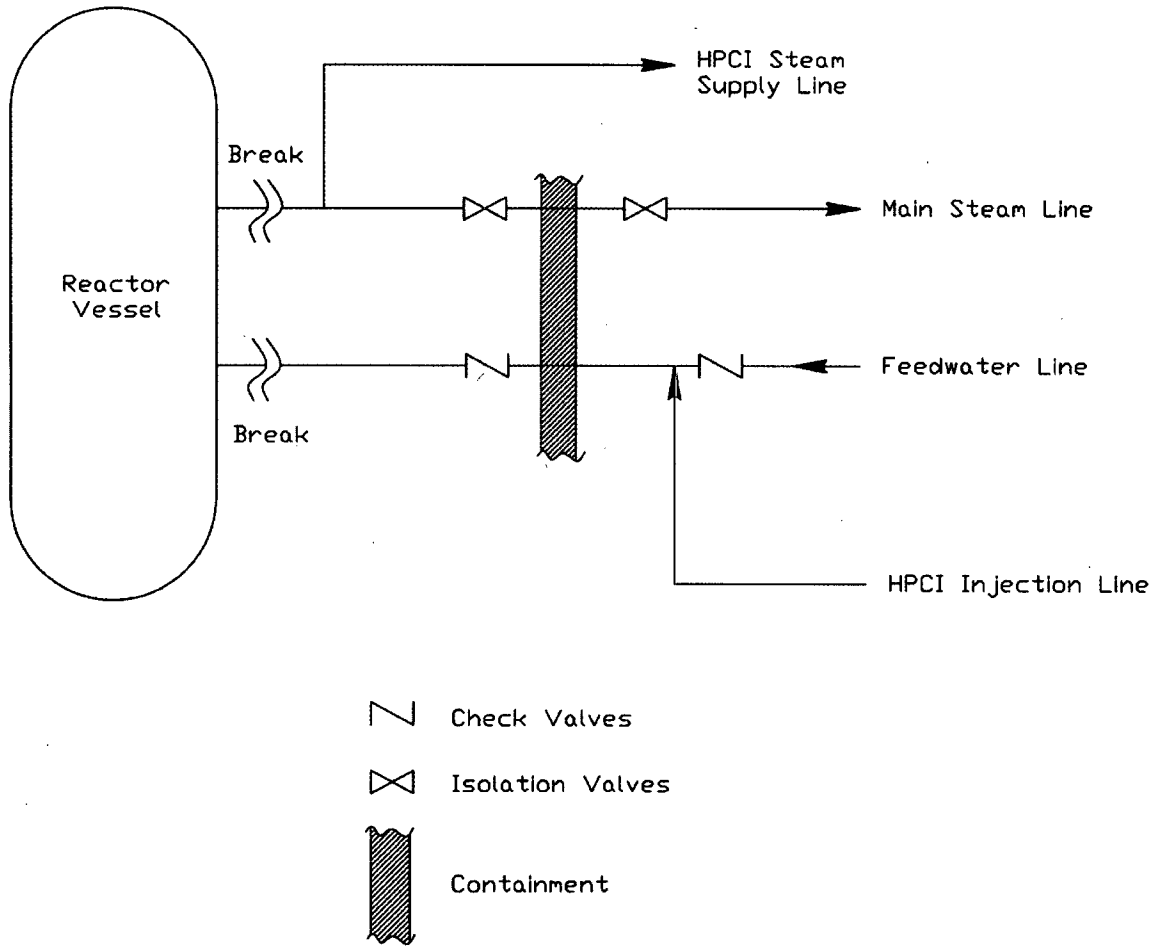 HPCI Steam
Supply Line
Break
Main Steam Line
Reactor
Vessel
Feedwater Line
Break
HPCI Injection Line
Check Valves
Isolation Valves
Containment